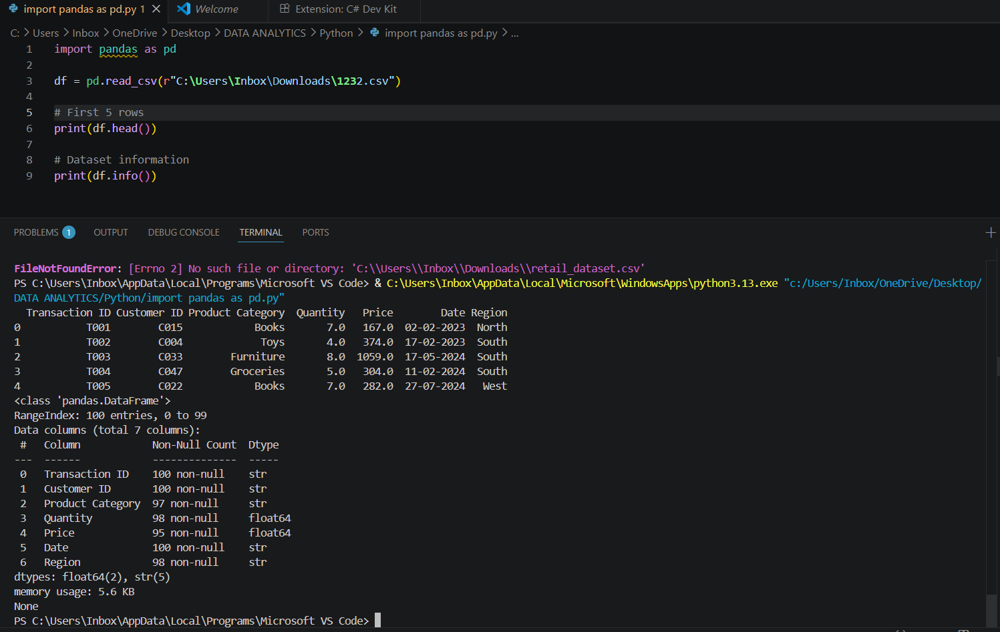 import pandas as pd.py 1 Welcome Extension: C# Dev Kit
C: > Users > Inbox > OneDrive > Desktop > DATA ANALYTICS > Python > import pandas as pd.py > ...
1 import pandas as pd
2
3 df = pd.read_csv(r"C:\Users\Inbox\Downloads\1232.csv")
4
5 # First 5 rows
6 print(df.head())
7
8 # Dataset information
9 print(df.info())
PROBLEMS 1 OUTPUT DEBUG CONSOLE TERMINAL PORTS
FileNotFoundError: [Errno 2] No such file or directory: 'C:\\Users\\Inbox\\Downloads\\retail_dataset.csv'
PS C:\Users\Inbox\AppData\Local\Programs\Microsoft VS Code> & C:\Users\Inbox\AppData\Local\Microsoft\WindowsApps\python3.13.exe "c:/Users/Inbox/OneDrive/Desktop/
DATA ANALYTICS/Python/import pandas as pd.py"
  Transaction ID Customer ID Product Category  Quantity   Price        Date Region
0           T001        C015            Books       7.0   167.0  02-02-2023  North
1           T002        C004             Toys       4.0   374.0  17-02-2023  South
2           T003        C033        Furniture       8.0  1059.0  17-05-2024  South
3           T004        C047        Groceries       5.0   304.0  11-02-2024  South
4           T005        C022            Books       7.0   282.0  27-07-2024   West
<class 'pandas.DataFrame'>
RangeIndex: 100 entries, 0 to 99
Data columns (total 7 columns):
 #   Column            Non-Null Count  Dtype
---  ------            --------------  -----
 0   Transaction ID    100 non-null    str
 1   Customer ID       100 non-null    str
 2   Product Category  97 non-null     str
 3   Quantity          98 non-null     float64
 4   Price             95 non-null     float64
 5   Date              100 non-null    str
 6   Region            98 non-null     str
dtypes: float64(2), str(5)
memory usage: 5.6 KB
None
PS C:\Users\Inbox\AppData\Local\Programs\Microsoft VS Code>